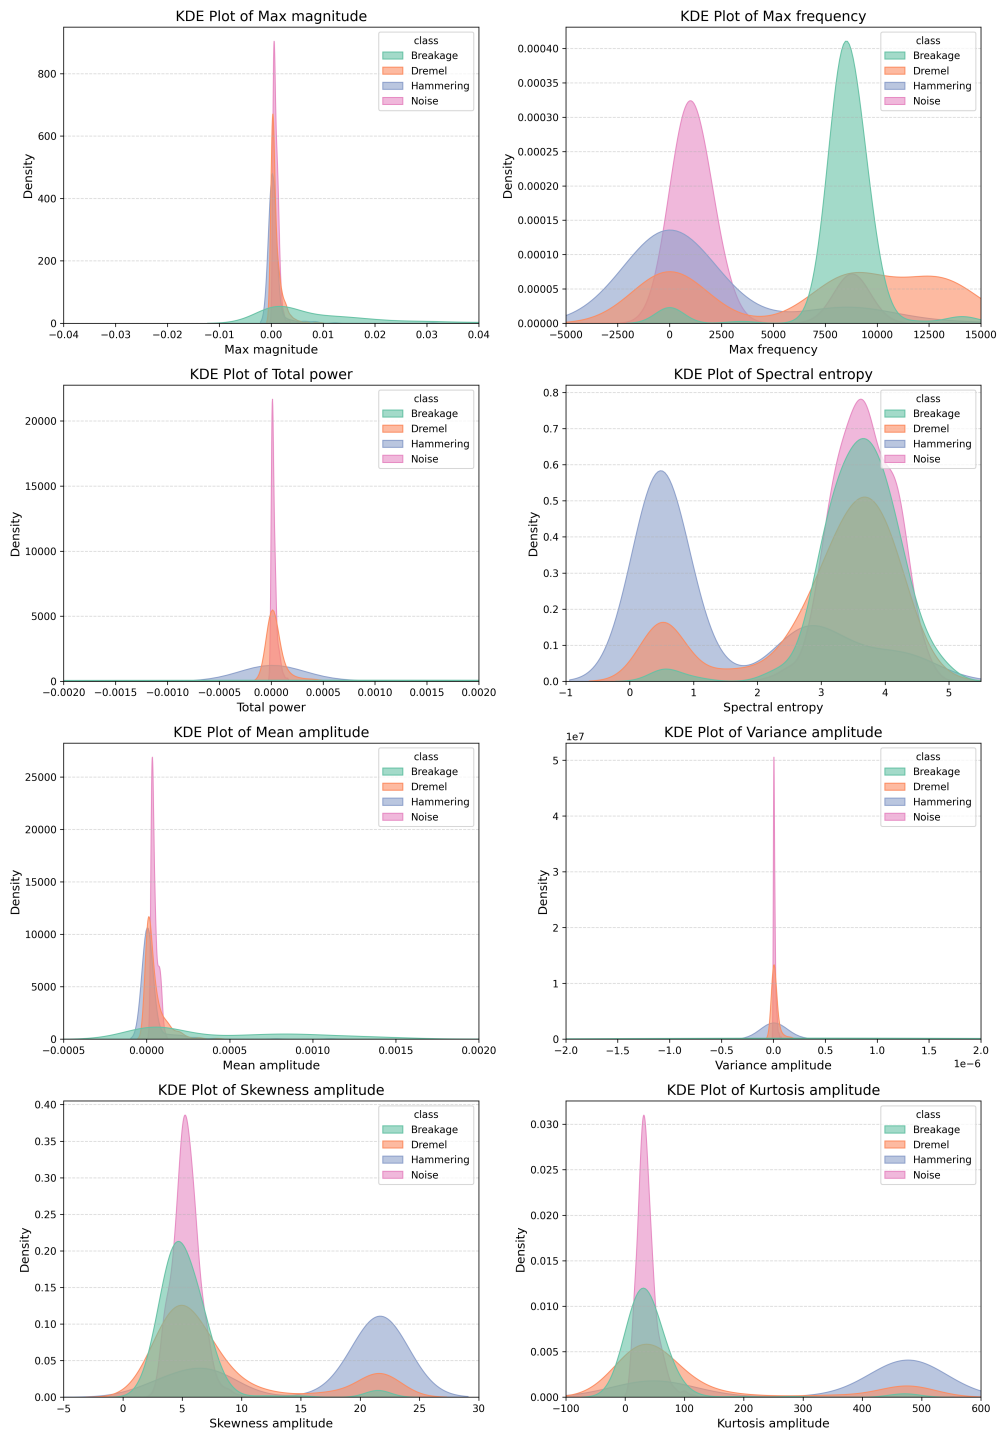 KDE Plot of Max magnitude
Density
800
600
400
200
0
−0.04 −0.03 −0.02 −0.01 0.00 0.01 0.02 0.03 0.04
Max magnitude
class
Breakage
Dremel
Hammering
Noise
KDE Plot of Max frequency
Density
0.00040
0.00035
0.00030
0.00025
0.00020
0.00015
0.00010
0.00005
0.00000
−5000 −2500 0 2500 5000 7500 10000 12500 15000
Max frequency
class
Breakage
Dremel
Hammering
Noise
KDE Plot of Total power
Density
20000
15000
10000
5000
0
−0.0020 −0.0015 −0.0010 −0.0005 0.0000 0.0005 0.0010 0.0015 0.0020
Total power
class
Breakage
Dremel
Hammering
Noise
KDE Plot of Spectral entropy
Density
0.8
0.7
0.6
0.5
0.4
0.3
0.2
0.1
0.0
−1 0 1 2 3 4 5
Spectral entropy
class
Breakage
Dremel
Hammering
Noise
KDE Plot of Mean amplitude
Density
25000
20000
15000
10000
5000
0
−0.0005 0.0000 0.0005 0.0010 0.0015 0.0020
Mean amplitude
class
Breakage
Dremel
Hammering
Noise
KDE Plot of Variance amplitude
1e7
Density
5
4
3
2
1
0
−2.0 −1.5 −1.0 −0.5 0.0 0.5 1.0 1.5 2.0
1e−6
Variance amplitude
class
Breakage
Dremel
Hammering
Noise
KDE Plot of Skewness amplitude
Density
0.40
0.35
0.30
0.25
0.20
0.15
0.10
0.05
0.00
−5 0 5 10 15 20 25 30
Skewness amplitude
class
Breakage
Dremel
Hammering
Noise
KDE Plot of Kurtosis amplitude
Density
0.030
0.025
0.020
0.015
0.010
0.005
0.000
−100 0 100 200 300 400 500 600
Kurtosis amplitude
class
Breakage
Dremel
Hammering
Noise